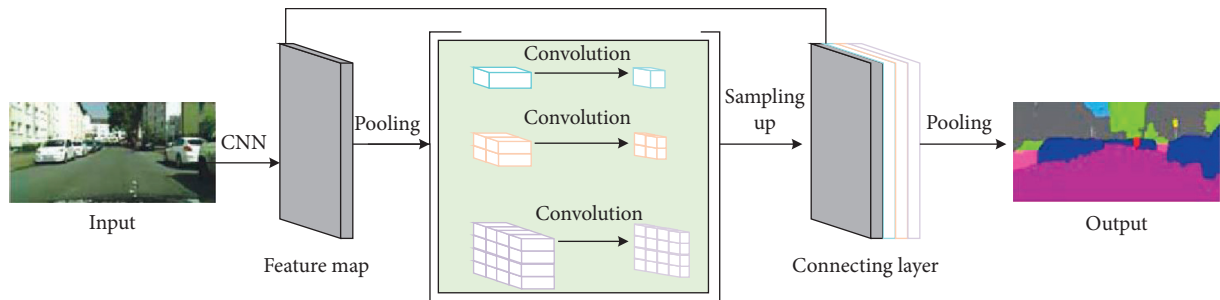 Input
CNN
Feature map
Pooling
Convolution
Convolution
Convolution
Sampling
up
Connecting layer
Pooling
Output